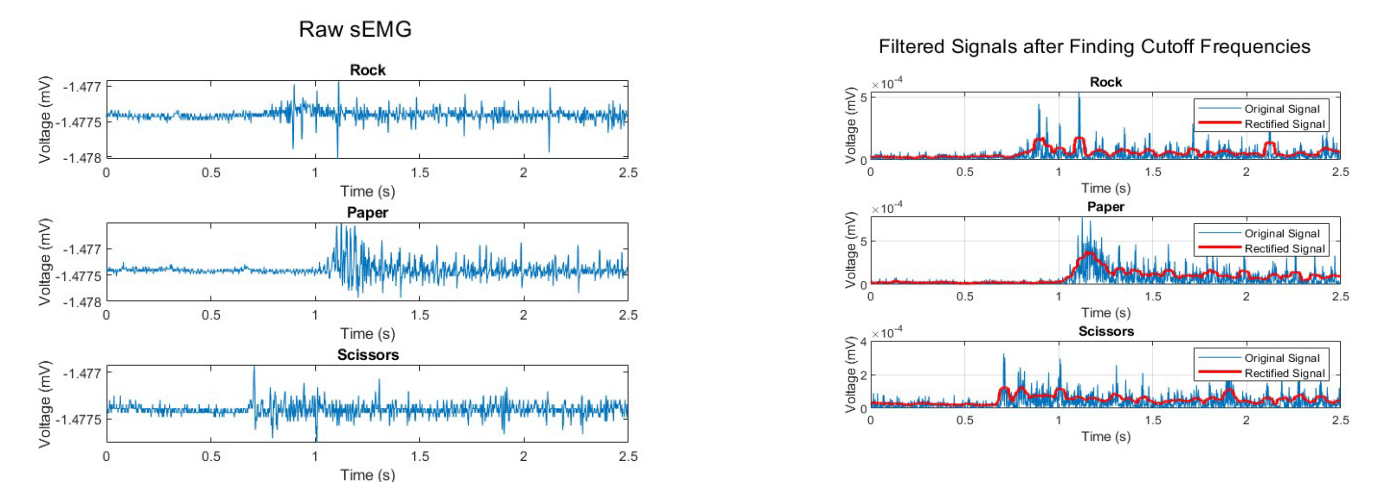 Raw sEMG
Rock
-1.477
-1.4775
-1.478
Voltage (mV)
0 0.5 1 1.5 2 2.5
Time (s)
Paper
-1.477
-1.4775
-1.478
Voltage (mV)
0 0.5 1 1.5 2 2.5
Time (s)
Scissors
-1.477
-1.4775
Voltage (mV)
0 0.5 1 1.5 2 2.5
Time (s)
Filtered Signals after Finding Cutoff Frequencies
×10-4
Rock
5
0
Voltage (mV)
Original Signal
Rectified Signal
0 0.5 1 1.5 2 2.5
Time (s)
×10-4
Paper
5
0
Voltage (mV)
Original Signal
Rectified Signal
0 0.5 1 1.5 2 2.5
Time (s)
×10-4
Scissors
4
2
0
Voltage (mV)
Original Signal
Rectified Signal
0 0.5 1 1.5 2 2.5
Time (s)